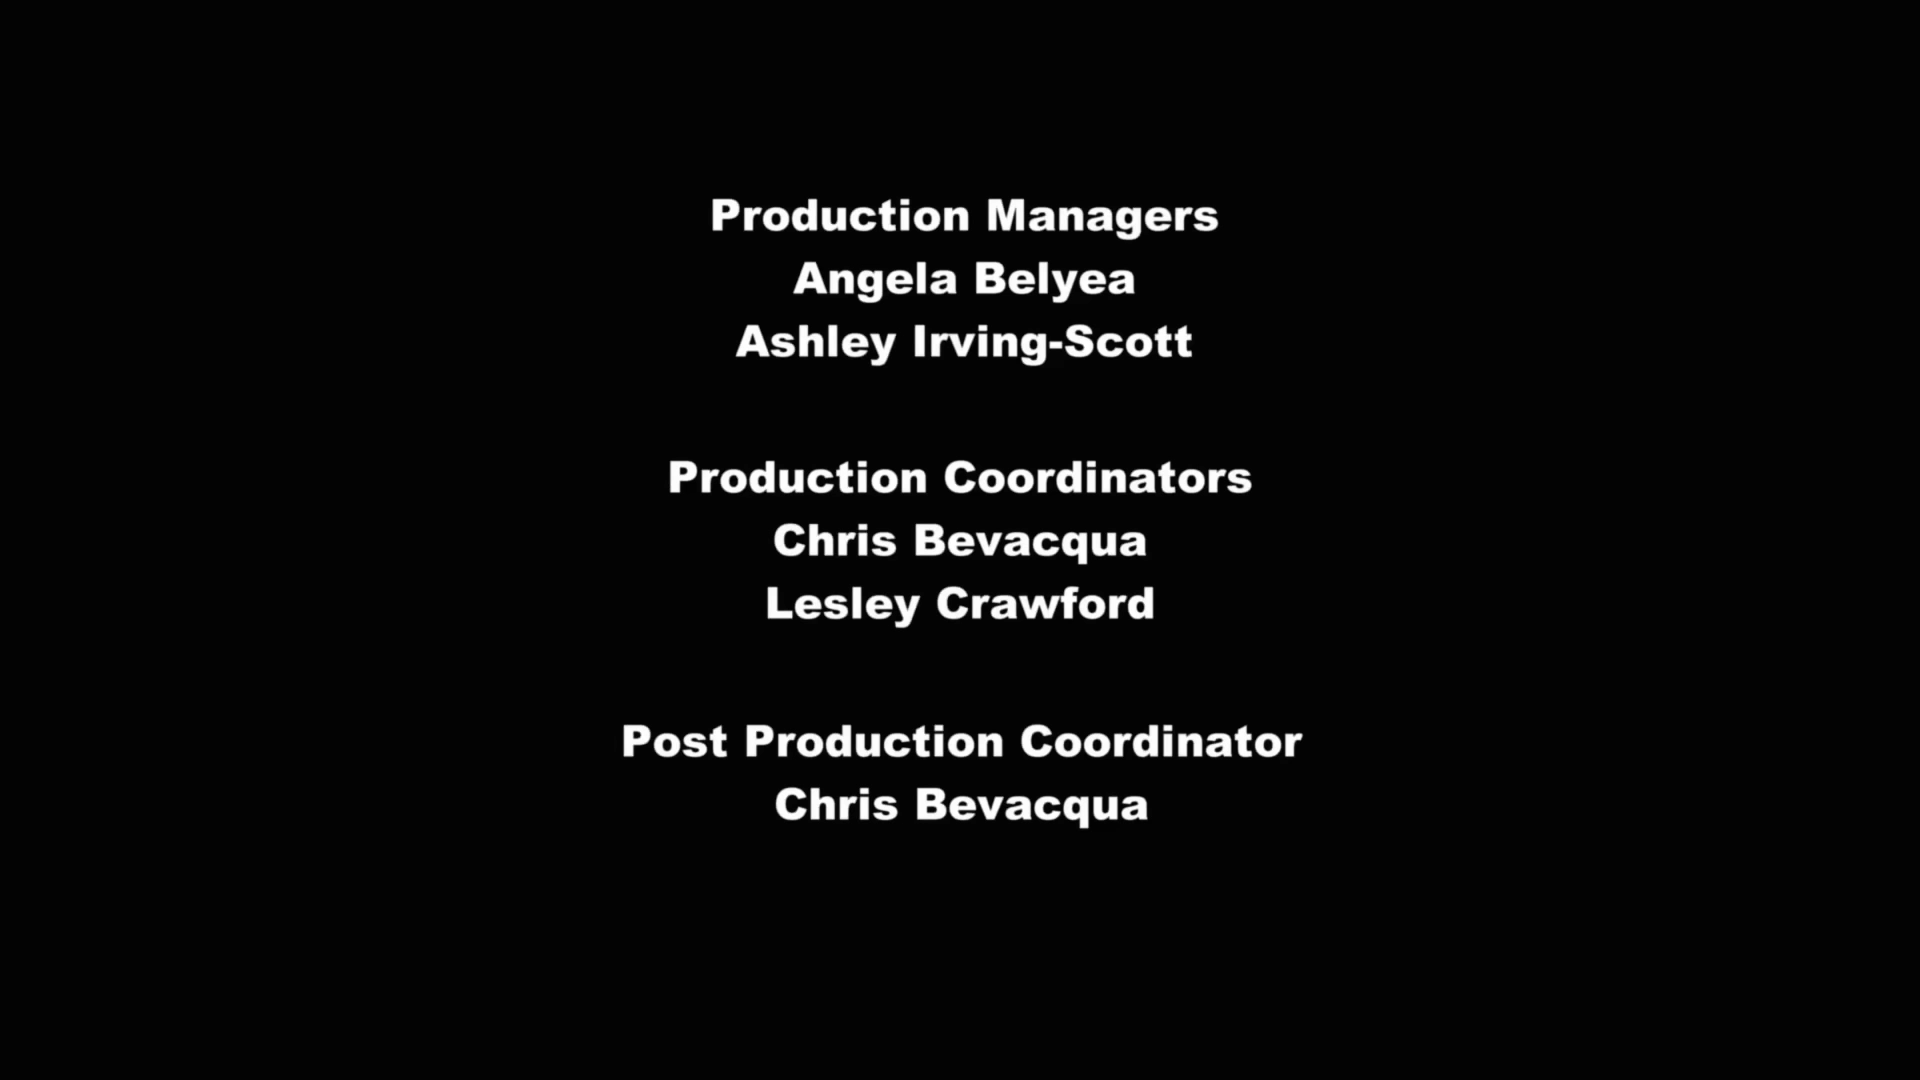 Production Managers
Angela Belyea
Ashley Irving-Scott
Production Coordinators
Chris Bevacqua
Lesley Crawford
Post Production Coordinator
Chris Bevacqua